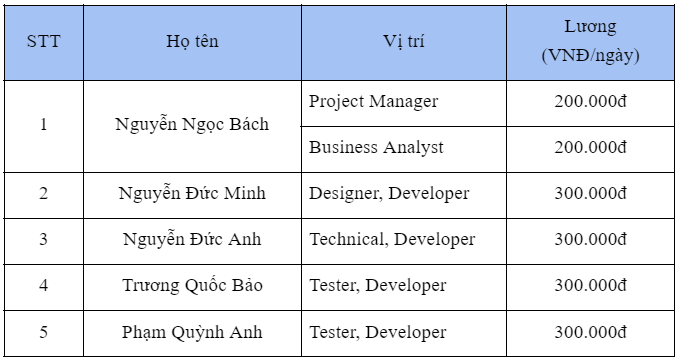 STT Họ tên Vị trí Lương (VNĐ/ngày)
1 Nguyễn Ngọc Bách Project Manager 200.000đ
Business Analyst 200.000đ
2 Nguyễn Đức Minh Designer, Developer 300.000đ
3 Nguyễn Đức Anh Technical, Developer 300.000đ
4 Trương Quốc Bảo Tester, Developer 300.000đ
5 Phạm Quỳnh Anh Tester, Developer 300.000đ